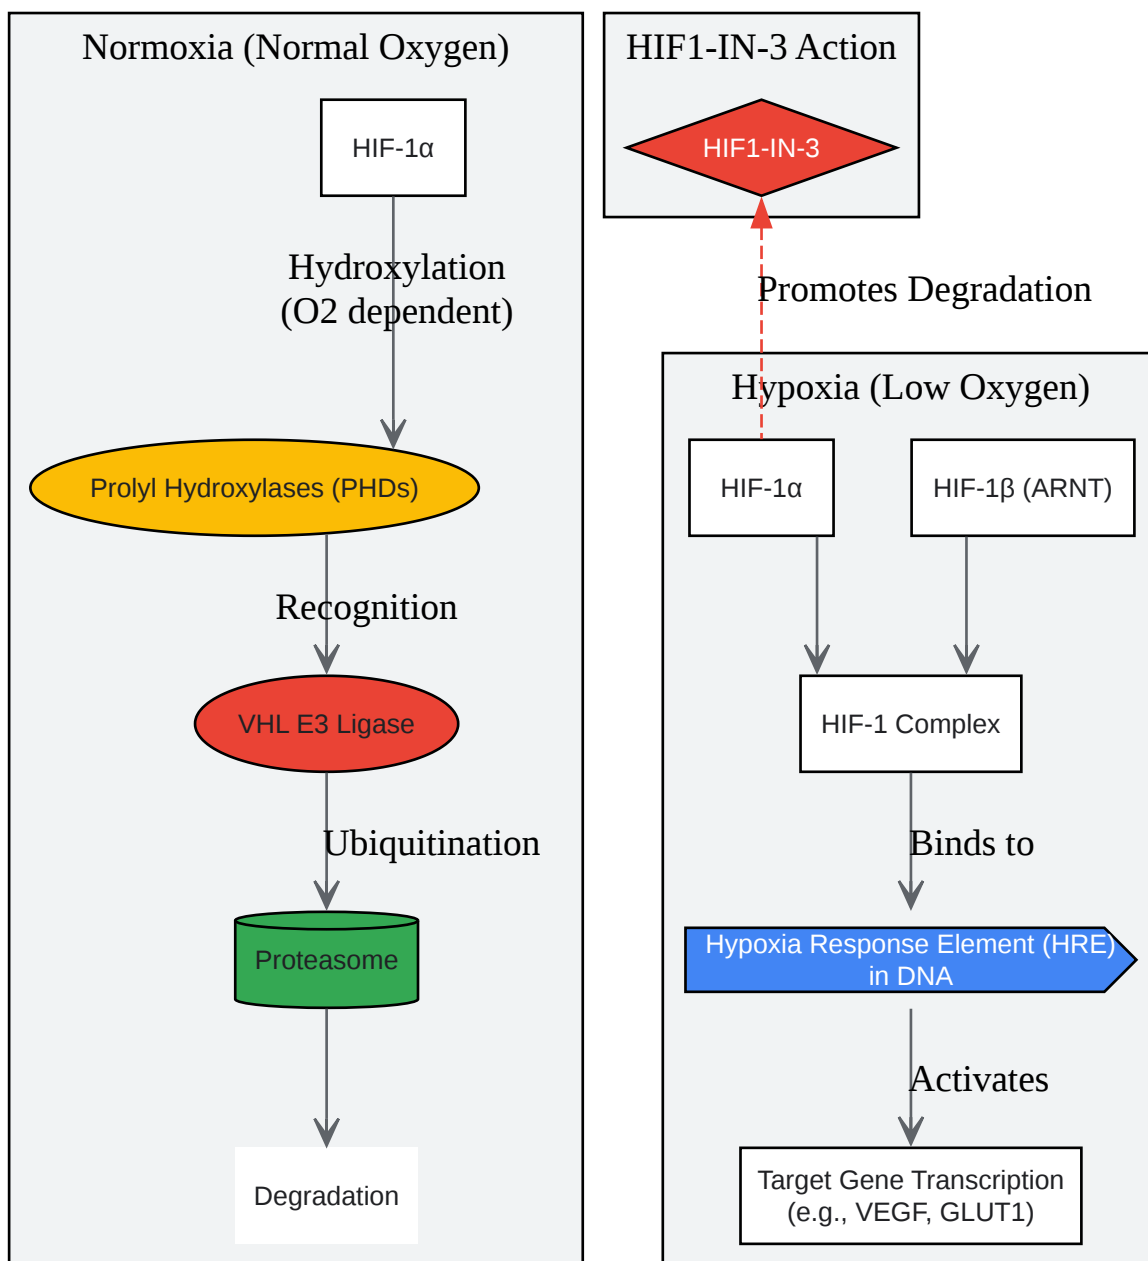 Normoxia (Normal Oxygen)
HIF-1α
Hydroxylation
(O2 dependent)
Prolyl Hydroxylases (PHDs)
Recognition
VHL E3 Ligase
Ubiquitination
Proteasome
Degradation
HIF1-IN-3 Action
HIF1-IN-3
Promotes Degradation
Hypoxia (Low Oxygen)
HIF-1α
HIF-1β (ARNT)
HIF-1 Complex
Binds to
Hypoxia Response Element (HRE)
in DNA
Activates
Target Gene Transcription
(e.g., VEGF, GLUT1)